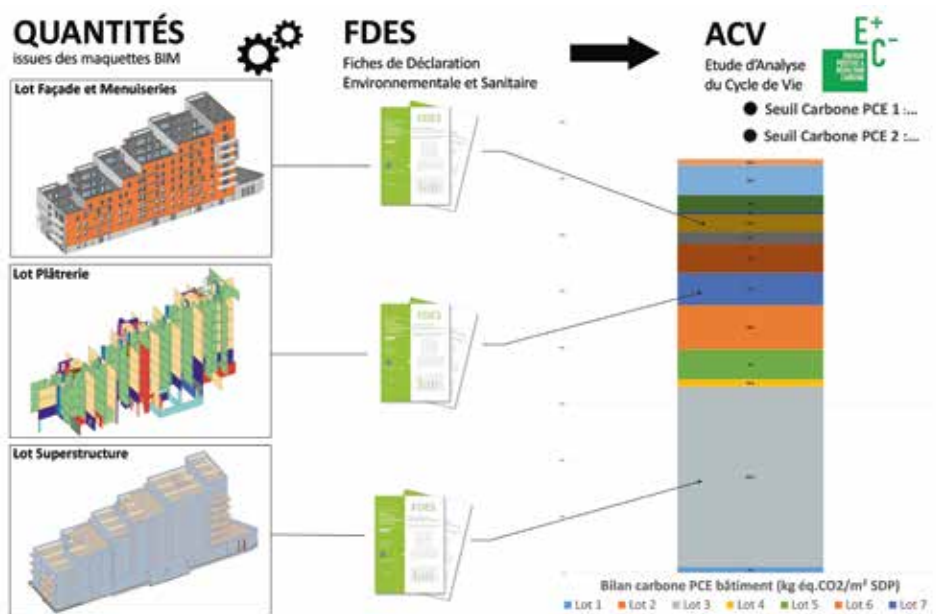 QUANTITÉS
issues des maquettes BIM
FDES
Fiches de Déclaration
Environnementale et Sanitaire
ACV
Etude d'Analyse
du Cycle de Vie
E+
C-
● Seuil Carbone PCE 1 :...
● Seuil Carbone PCE 2 :...
Lot Façade et Menuiseries
FDES
Lot Plâtrerie
FDES
Lot Superstructure
FDES
Bilan carbone PCE bâtiment (kg éq.CO2/m² SDP)
Lot 1 Lot 2 Lot 3 Lot 4 Lot 5 Lot 6 Lot 7